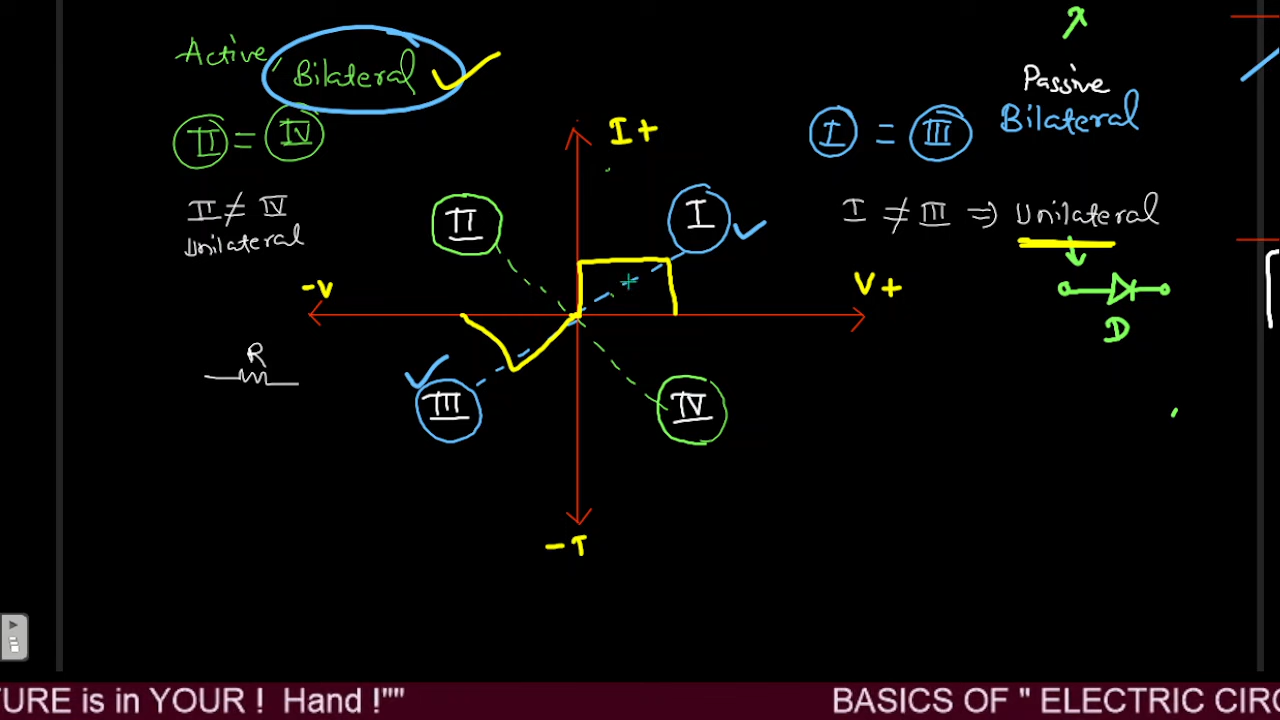 Active, Bilateral
II = IV
II ≠ IV
Unilateral
R
I+
II
I
-V
V+
III
IV
-I
Passive
Bilateral
I = III
I ≠ III => Unilateral
D
TURE is in YOUR ! Hand !""
BASICS OF " ELECTRIC CIRC